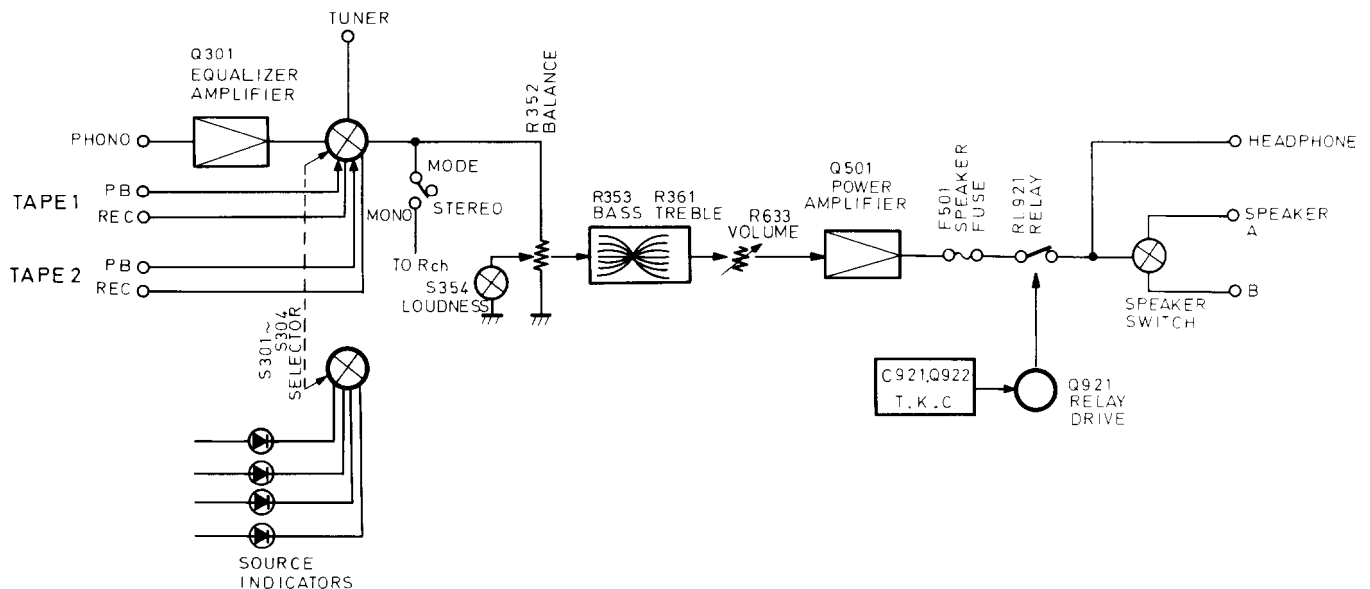 TUNER
Q301
EQUALIZER
AMPLIFIER
PHONO
TAPE 1
PB
REC
TAPE 2
PB
REC
MODE
STEREO
MONO
TO Rch
R352
BALANCE
S354
LOUDNESS
R353
BASS
R361
TREBLE
R633
VOLUME
Q501
POWER
AMPLIFIER
F501
SPEAKER
FUSE
RL921
RELAY
HEADPHONE
SPEAKER
A
B
SPEAKER
SWITCH
S301~
S304
SELECTOR
C921,Q922
T.K.C
Q921
RELAY
DRIVE
SOURCE
INDICATORS